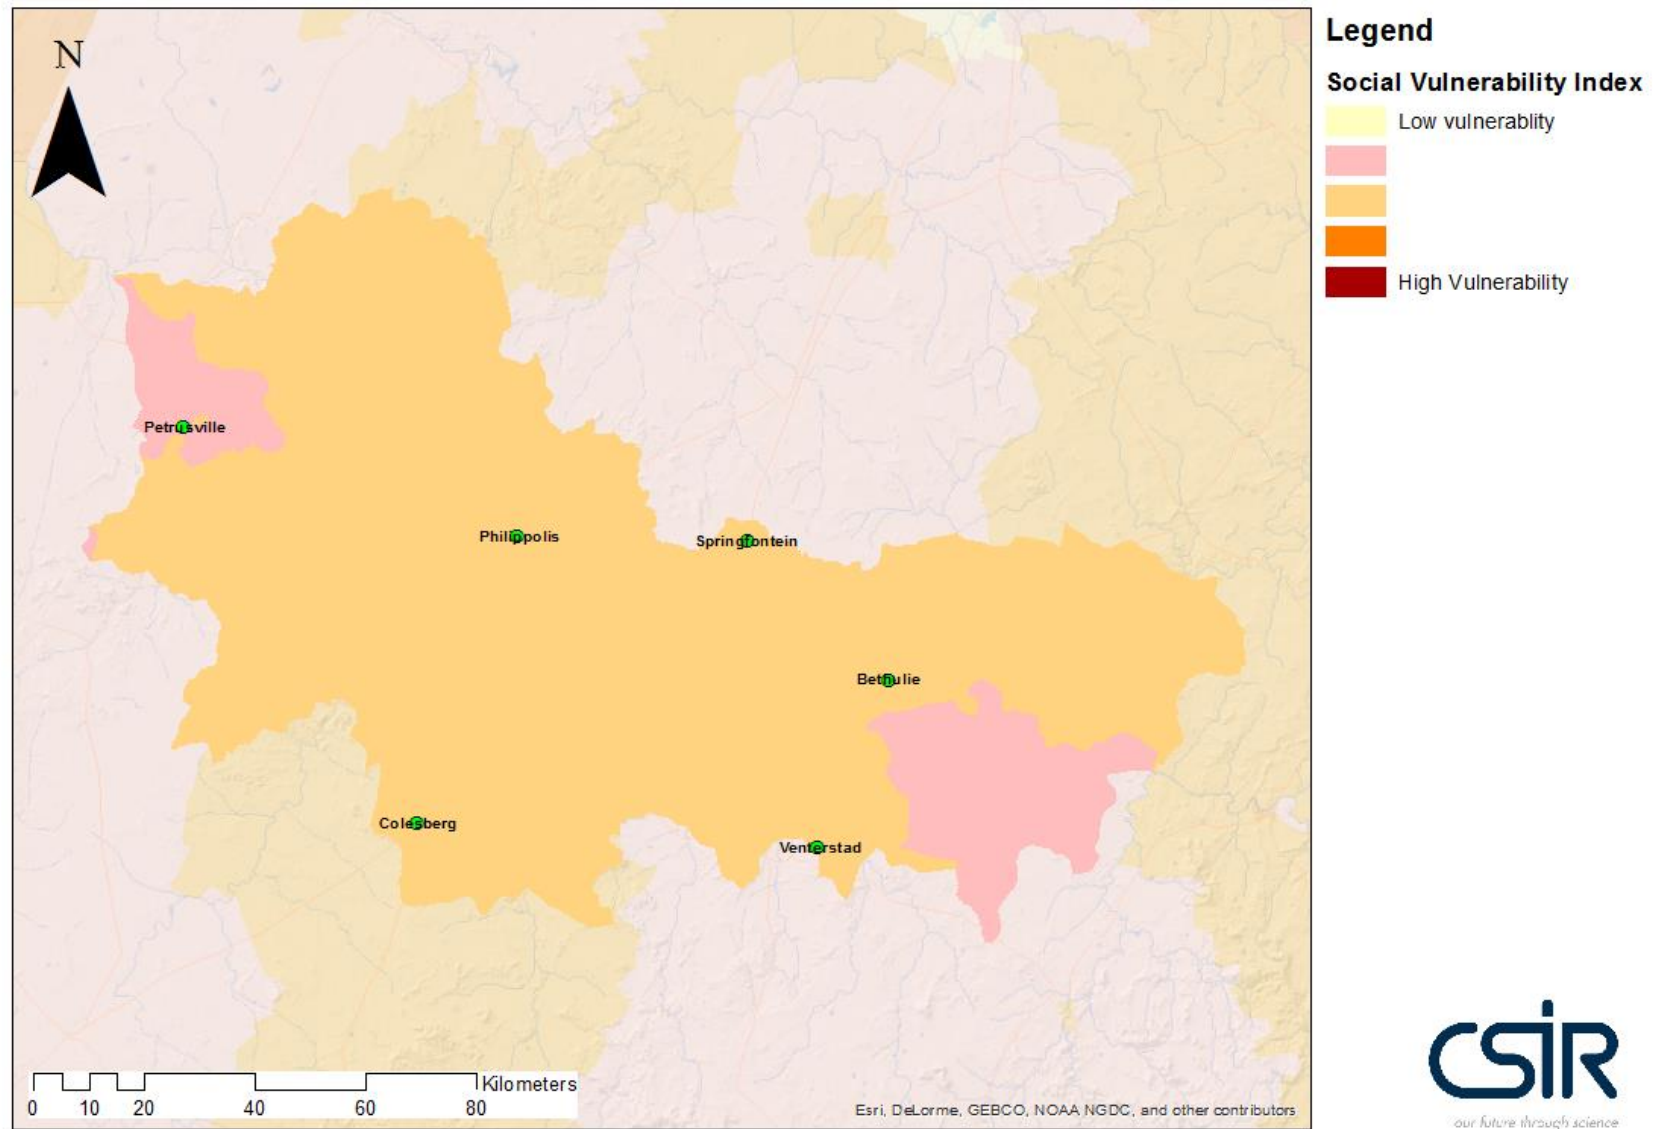 N
Legend
Social Vulnerability Index
Low vulnerablity
High Vulnerability
Petrusville
Philippolis
Springfontein
Bethulie
Colesberg
Venterstad
Kilometers
0 10 20 40 60 80
Esri, DeLorme, GEBCO, NOAA NGDC, and other contributors
CSIR
our future through science